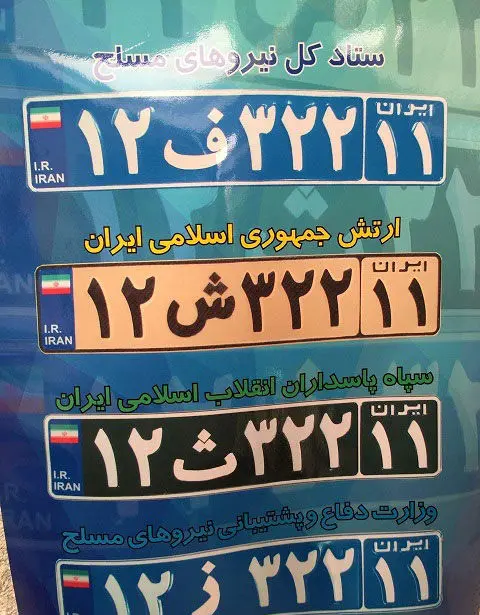 ستاد کل نیروهای مسلح
ایران
۱۲ ف ۳۲۲ ۱۱
I.R.
IRAN
ارتش جمهوری اسلامی ایران
ایران
۱۲ ش ۳۲۲ ۱۱
I.R.
IRAN
سپاه پاسداران انقلاب اسلامی ایران
ایران
۱۲ ث ۳۲۲ ۱۱
I.R.
IRAN
وزارت دفاع و پشتیبانی نیروهای مسلح
ایران
۱۲ ز ۳۲۲ ۱۱
I.R.
IRAN